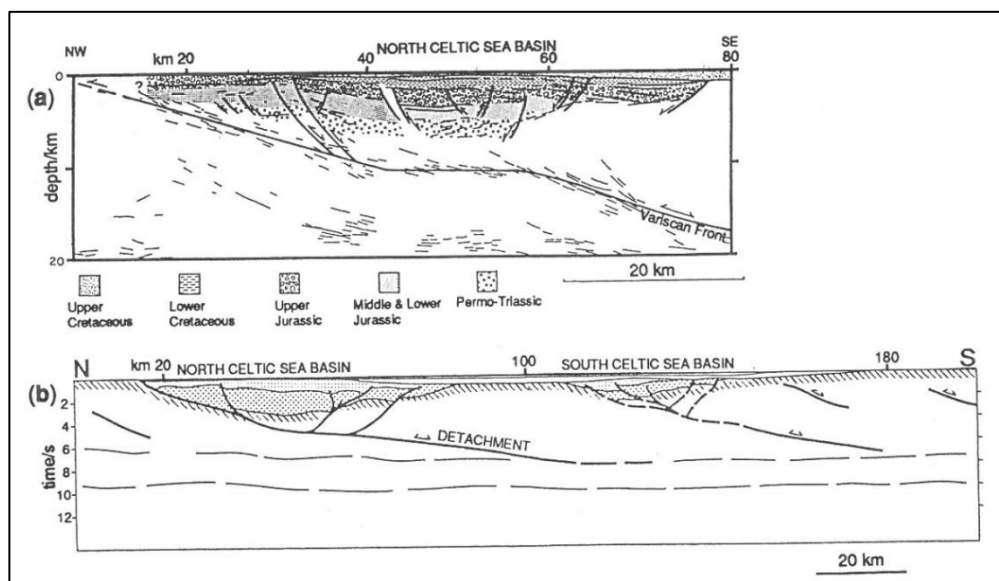 NORTH CELTIC SEA BASIN
NW km 20 40 60 SE 80
(a)
0
?
depth/km
10
20
Variscan Front
20 km
Upper Cretaceous
Lower Cretaceous
Upper Jurassic
Middle & Lower Jurassic
Permo-Triassic
N km 20 NORTH CELTIC SEA BASIN 100 SOUTH CELTIC SEA BASIN 180 S
(b)
2
4
6
8
10
12
time/s
DETACHMENT
20 km